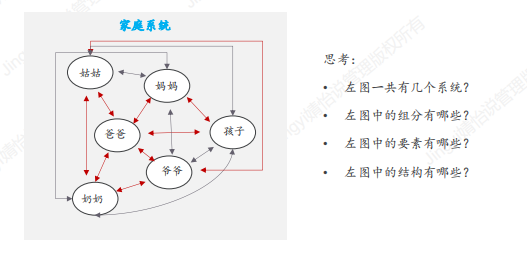 家庭系统
姑姑
妈妈
爸爸
孩子
爷爷
奶奶
思考：
• 左图一共有几个系统？
• 左图中的组分有哪些？
• 左图中的要素有哪些？
• 左图中的结构有哪些？